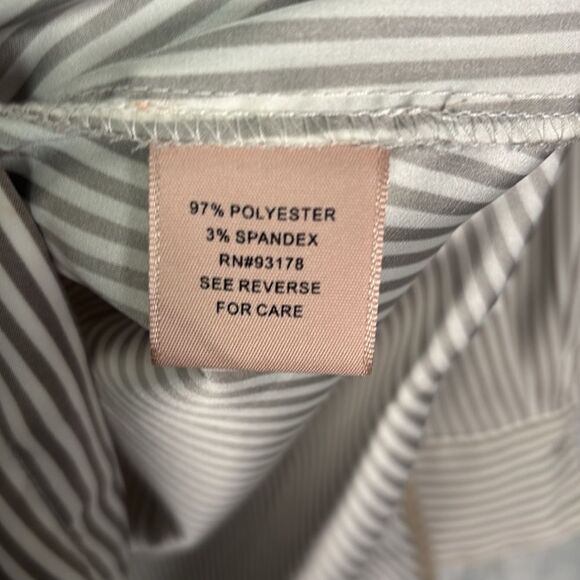 97% POLYESTER
3% SPANDEX
RN#93178
SEE REVERSE
FOR CARE